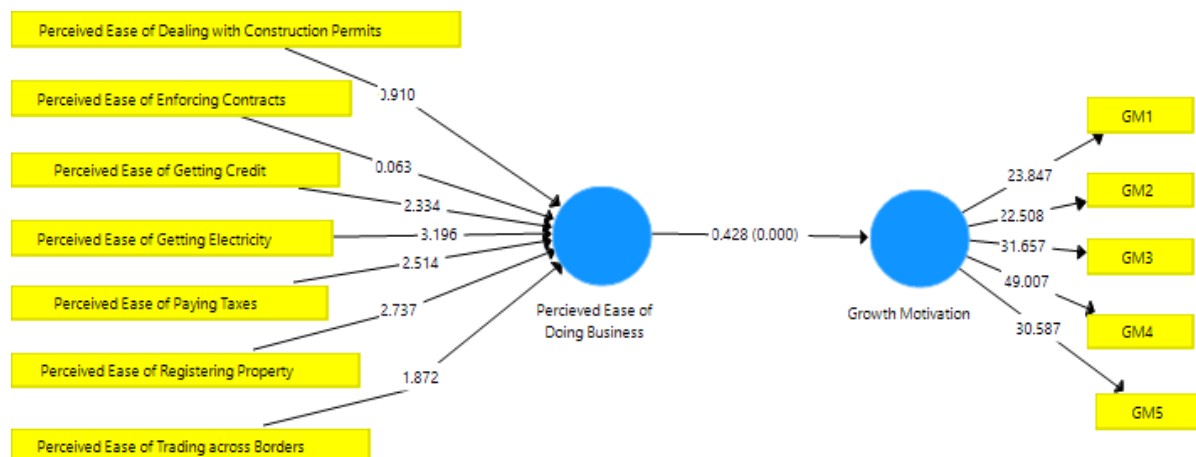 Perceived Ease of Dealing with Construction Permits
0.910
Perceived Ease of Enforcing Contracts
0.063
Perceived Ease of Getting Credit
2.334
Perceived Ease of Getting Electricity
3.196
Perceived Ease of Paying Taxes
2.514
Perceived Ease of Registering Property
2.737
Perceived Ease of Trading across Borders
1.872
Percieved Ease of
Doing Business
0.428 (0.000)
Growth Motivation
23.847
22.508
31.657
49.007
30.587
GM1
GM2
GM3
GM4
GM5